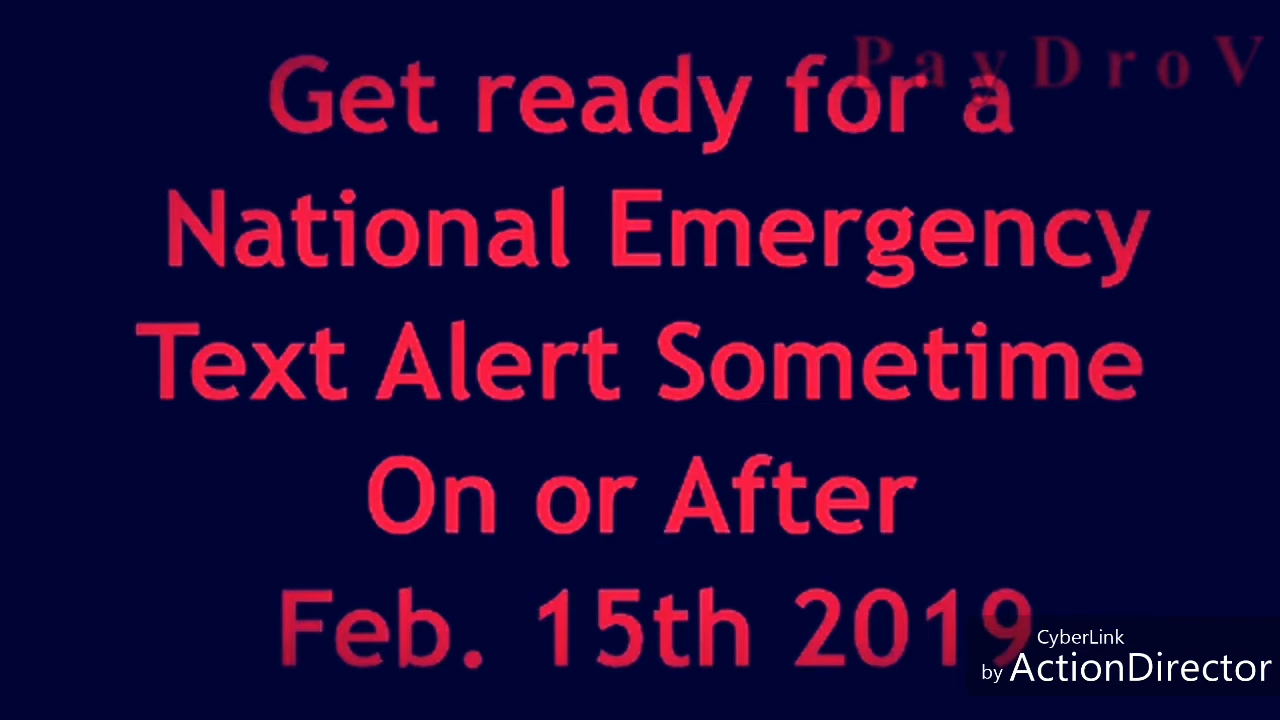 PayDroV
Get ready for a
National Emergency
Text Alert Sometime
On or After
Feb. 15th 2019
CyberLink
by ActionDirector